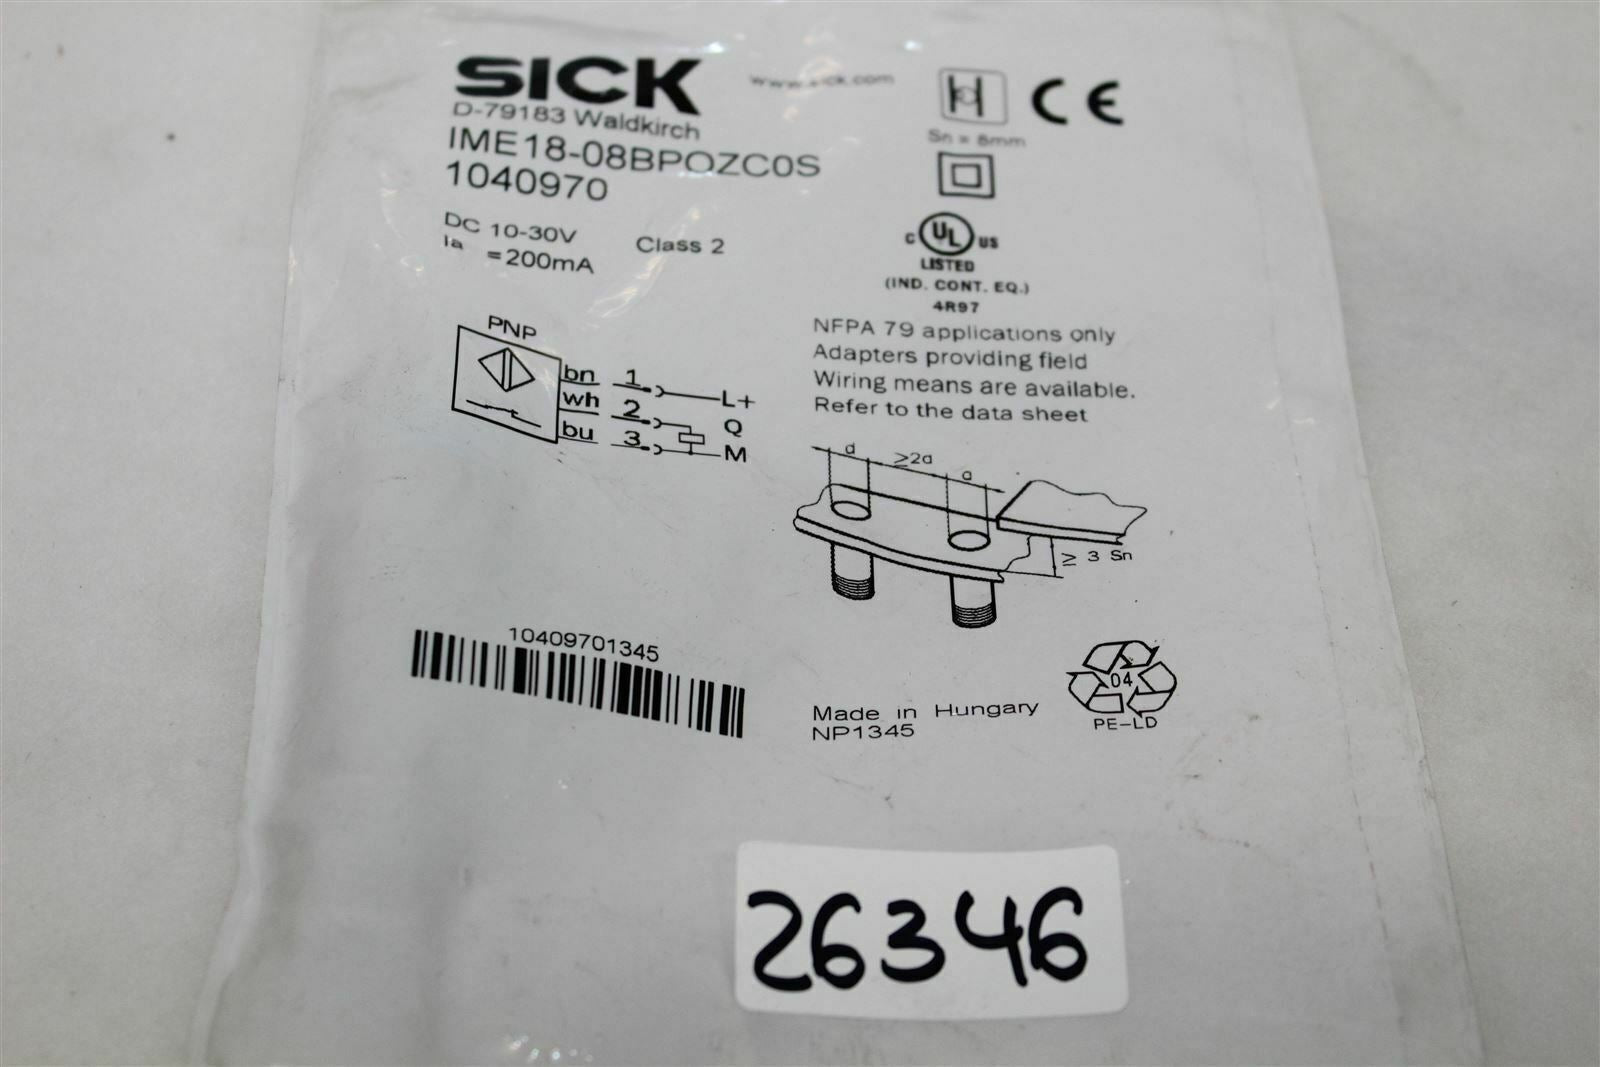 SICK
www.sick.com
D-79183 Waldkirch
IME18-08BPOZC0S
1040970
CE
Sn = 8mm
DC 10-30V Class 2
Ia =200mA
C UL US
LISTED
(IND. CONT. EQ.)
4R97
NFPA 79 applications only
Adapters providing field
Wiring means are available.
Refer to the data sheet
PNP
bn 1 L+
wh 2 Q
bu 3 M
d ≥2d d
≥ 3 Sn
10409701345
Made in Hungary
NP1345
04
PE-LD
26346